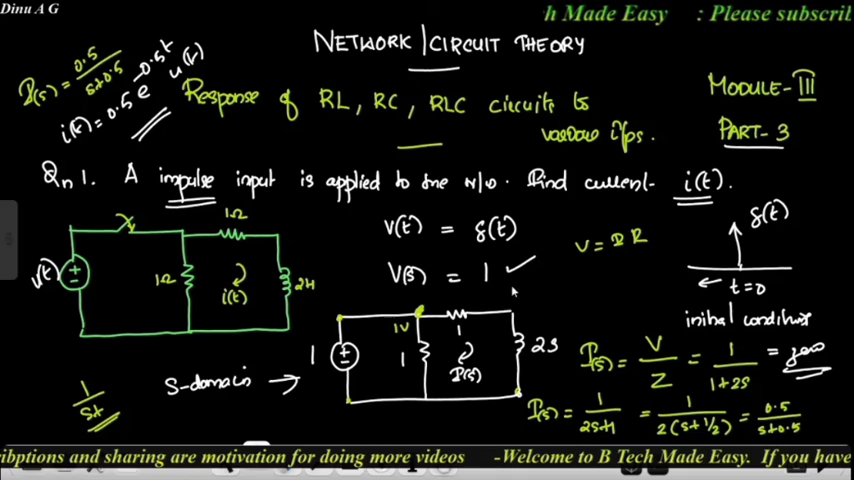 Dinu A G
h Made Easy : Please subscril
NETWORK | CIRCUIT THEORY
I(s) = 0.5 / s+0.5
i(t) = 0.5 e^-0.5t u(t)
Response of RL, RC, RLC circuits to
various i/ps.
MODULE-III
PART-3
Qn 1. A impulse input is applied to the N/w. Find current i(t).
V(t) = δ(t)
V(s) = 1 ✓
V = I R
δ(t)
← t=0
initial conditions
= zero
V(t)
+
−
1Ω
1Ω
i(t)
2H
1
s+
S-domain →
1
+
−
1V
1
1
I(s)
2s
I(s) = V/Z = 1/1+2s
I(s) = 1/2s+1 = 1/2(s+1/2) = 0.5/s+0.5
ribptions and sharing are motivation for doing more videos -Welcome to B Tech Made Easy. If you have